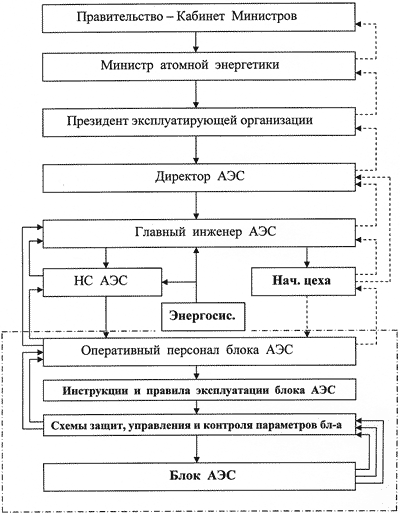 Правительство – Кабинет Министров
Министр атомной энергетики
Президент эксплуатирующей организации
Директор АЭС
Главный инженер АЭС
НС АЭС
Нач. цеха
Энергосис.
Оперативный персонал блока АЭС
Инструкции и правила эксплуатации блока АЭС
Схемы защит, управления и контроля параметров бл-а
Блок АЭС